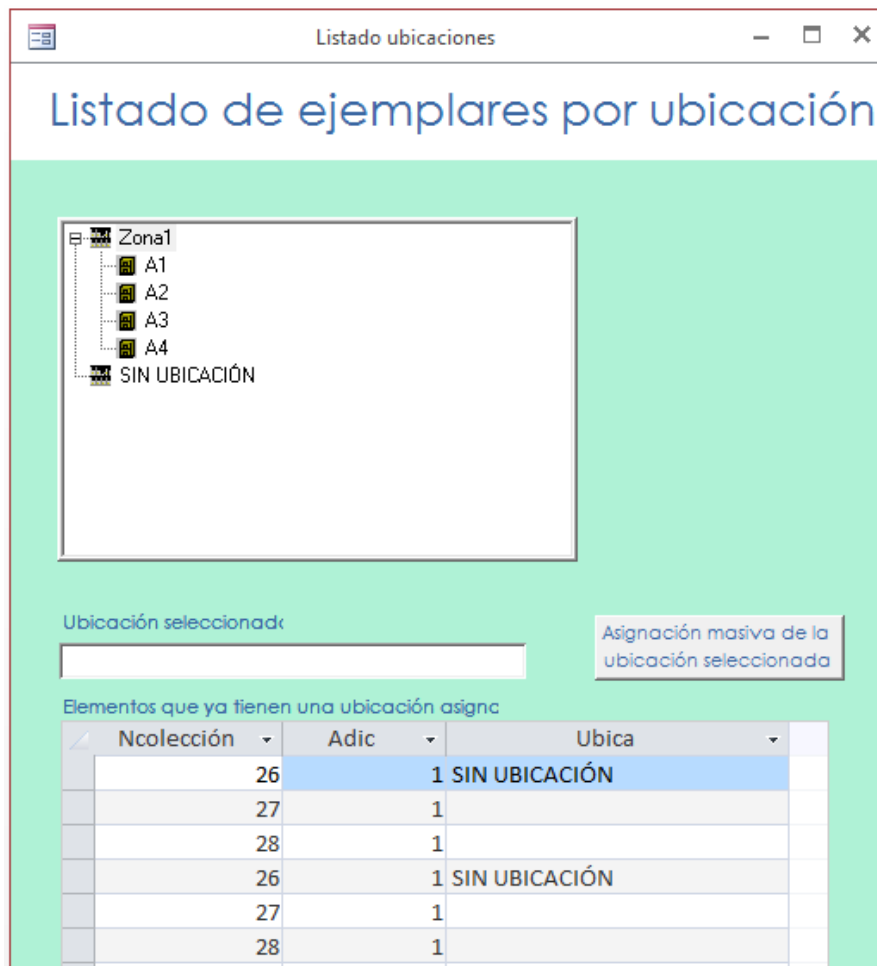 Listado ubicaciones
Listado de ejemplares por ubicación
Zona1
A1
A2
A3
A4
SIN UBICACIÓN
Ubicación seleccionada
Asignación masiva de la
ubicación seleccionada
Elementos que ya tienen una ubicación asigna
Ncolección Adic Ubica
26 1 SIN UBICACIÓN
27 1
28 1
26 1 SIN UBICACIÓN
27 1
28 1